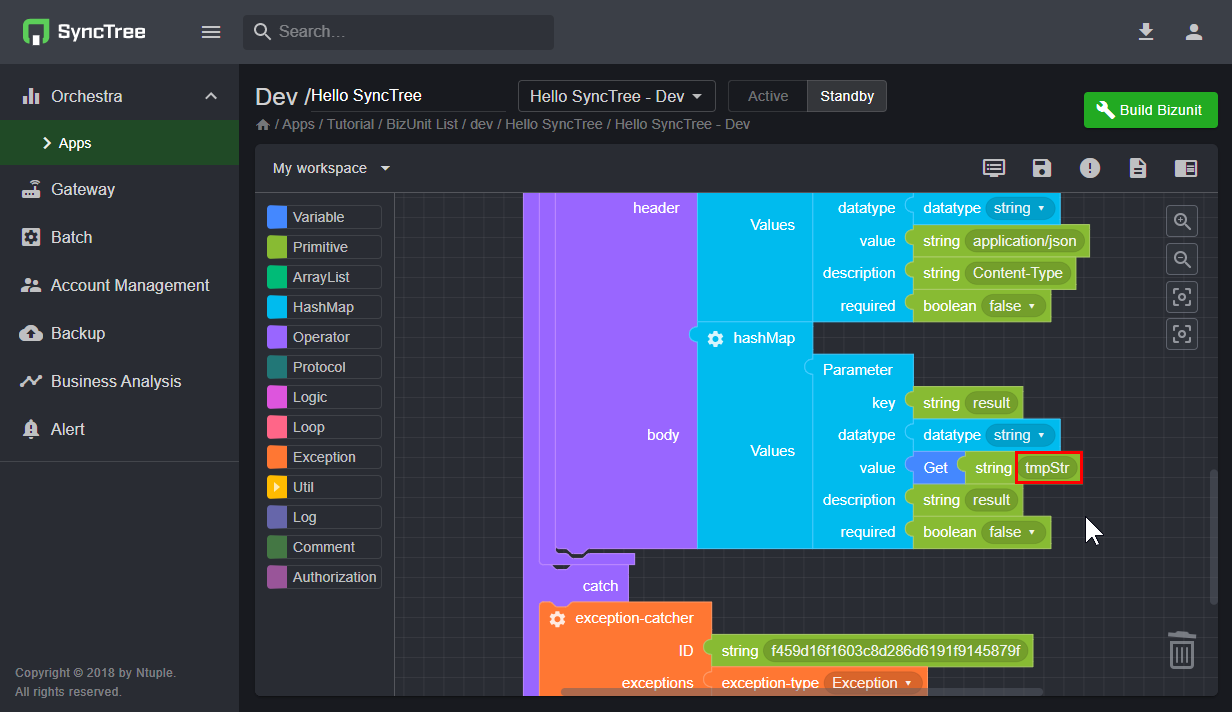 SyncTree
Search...
Orchestra
Apps
Gateway
Batch
Account Management
Backup
Business Analysis
Alert
Copyright © 2018 by Ntuple.
All rights reserved.
Dev /Hello SyncTree
Hello SyncTree - Dev
Active
Standby
Build Bizunit
/ Apps / Tutorial / BizUnit List / dev / Hello SyncTree / Hello SyncTree - Dev
My workspace
Variable
Primitive
ArrayList
HashMap
Operator
Protocol
Logic
Loop
Exception
Util
Log
Comment
Authorization
header
Values
datatype
datatype string
value
string application/json
description
string Content-Type
required
boolean false
hashMap
body
Values
Parameter
key
string result
datatype
datatype string
value
Get string tmpStr
description
string result
required
boolean false
catch
exception-catcher
ID
string f459d16f1603c8d286d6191f9145879f
exceptions
exception-type Exception